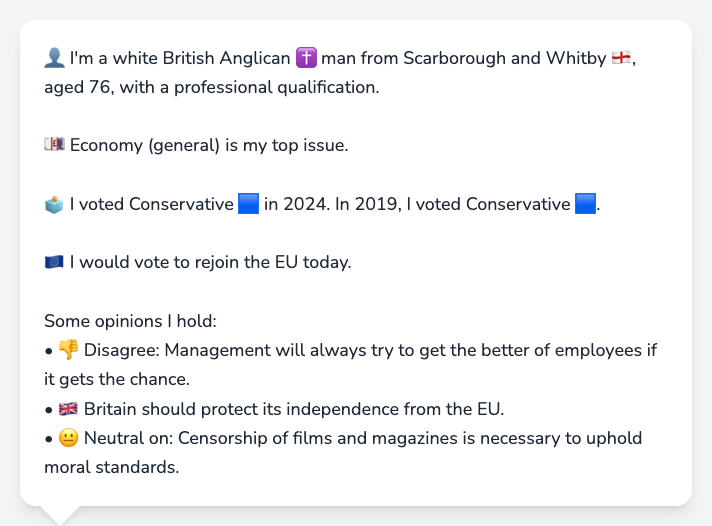 👤 I'm a white British Anglican ✝️ man from Scarborough and Whitby 🏴󠁧󠁢󠁥󠁮󠁧󠁿,
aged 76, with a professional qualification.
💷 Economy (general) is my top issue.
🗳️ I voted Conservative 🟦 in 2024. In 2019, I voted Conservative 🟦.
🇪🇺 I would vote to rejoin the EU today.
Some opinions I hold:
• 👎 Disagree: Management will always try to get the better of employees if
it gets the chance.
• 🇬🇧 Britain should protect its independence from the EU.
• 😐 Neutral on: Censorship of films and magazines is necessary to uphold
moral standards.